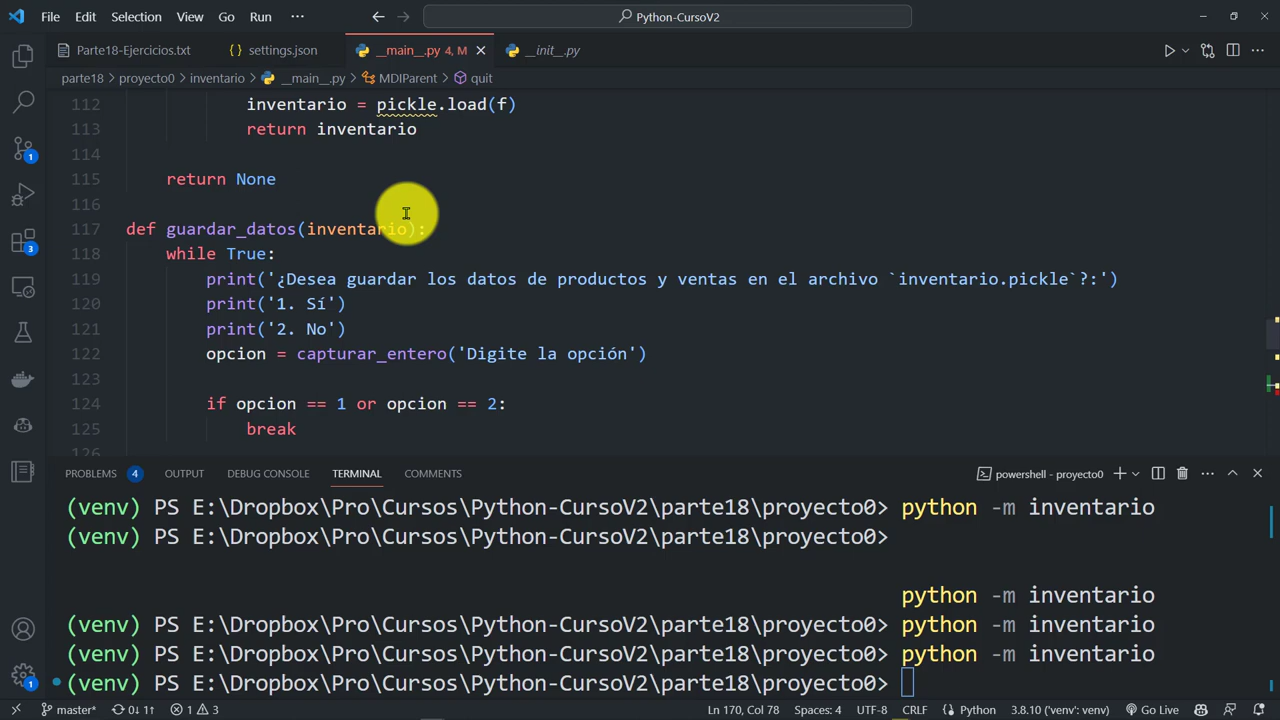 File Edit Selection View Go Run ··· Python-CursoV2
Parte18-Ejercicios.txt settings.json __main__.py 4, M __init__.py
parte18 > proyecto0 > inventario > __main__.py > MDIParent > quit
112 inventario = pickle.load(f)
113 return inventario
114
115 return None
116
117 def guardar_datos(inventario):
118 while True:
119 print('¿Desea guardar los datos de productos y ventas en el archivo `inventario.pickle`?:')
120 print('1. Sí')
121 print('2. No')
122 opcion = capturar_entero('Digite la opción')
123
124 if opcion == 1 or opcion == 2:
125 break
126
PROBLEMS 4 OUTPUT DEBUG CONSOLE TERMINAL COMMENTS powershell - proyecto0
(venv) PS E:\Dropbox\Pro\Cursos\Python-CursoV2\parte18\proyecto0> python -m inventario
(venv) PS E:\Dropbox\Pro\Cursos\Python-CursoV2\parte18\proyecto0>
python -m inventario
(venv) PS E:\Dropbox\Pro\Cursos\Python-CursoV2\parte18\proyecto0> python -m inventario
(venv) PS E:\Dropbox\Pro\Cursos\Python-CursoV2\parte18\proyecto0> python -m inventario
(venv) PS E:\Dropbox\Pro\Cursos\Python-CursoV2\parte18\proyecto0>
master* 0↓ 1↑ 1 3 Ln 170, Col 78 Spaces: 4 UTF-8 CRLF Python 3.8.10 ('venv': venv) Go Live
1
3
1